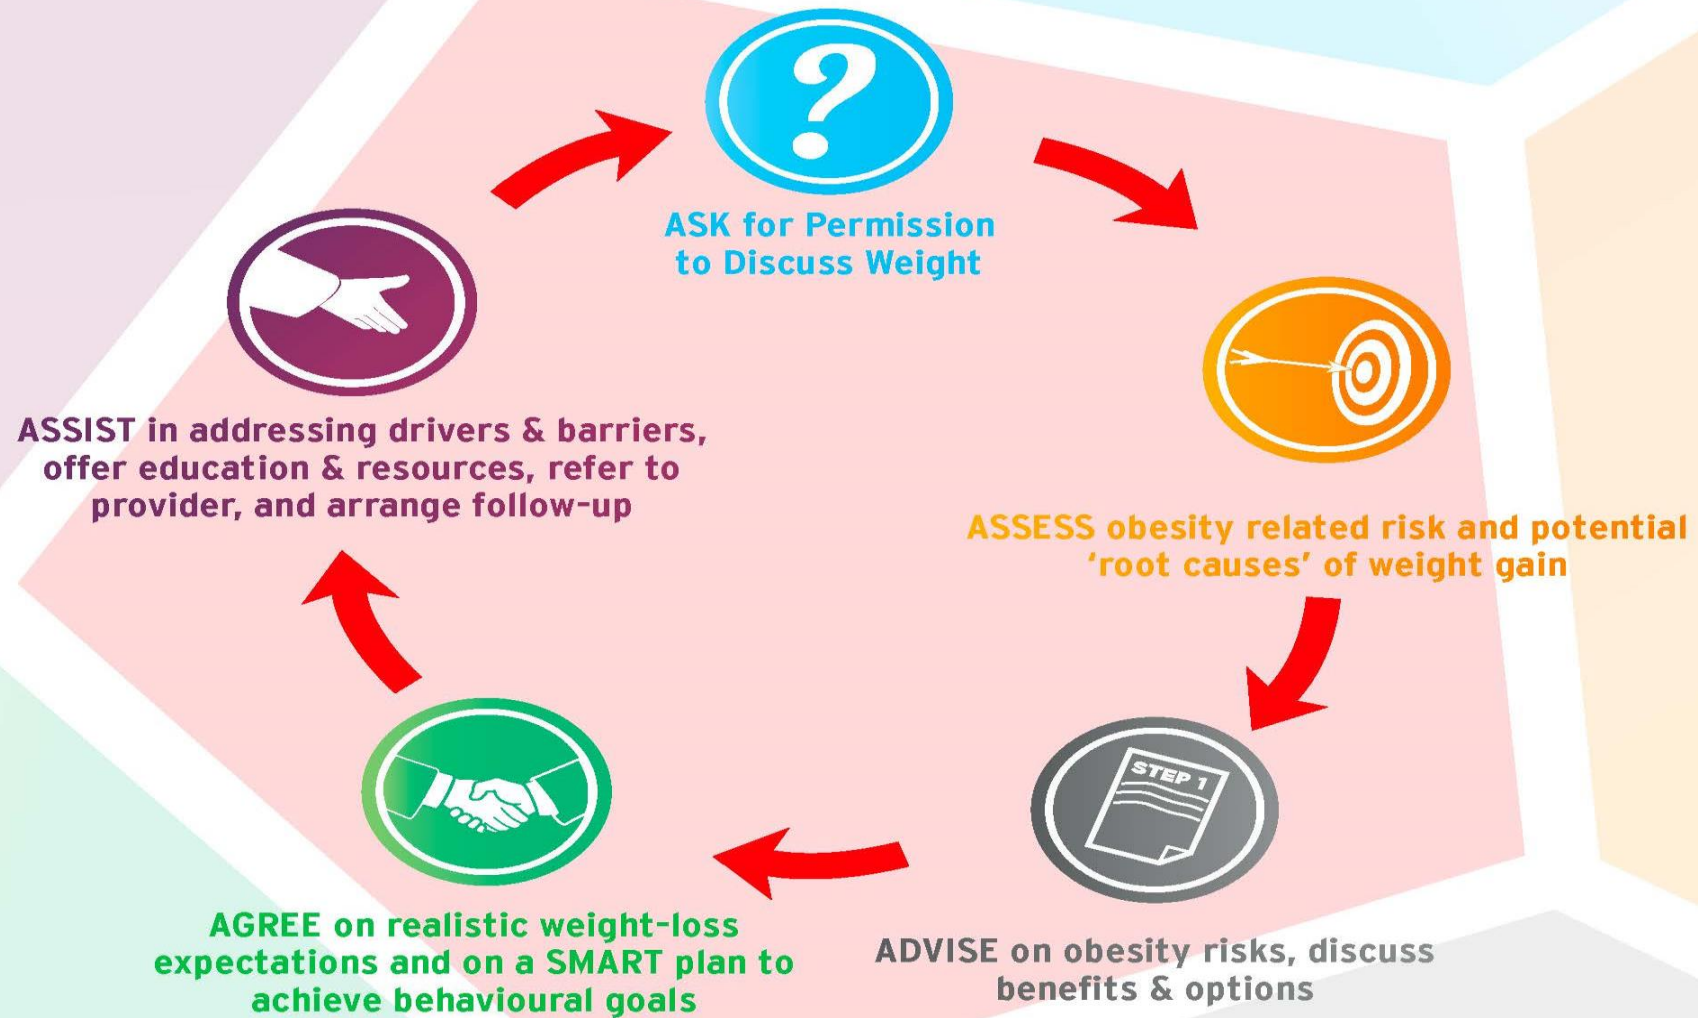 ?
ASK for Permission
to Discuss Weight
ASSESS obesity related risk and potential
‘root causes’ of weight gain
STEP 1
ADVISE on obesity risks, discuss
benefits & options
AGREE on realistic weight-loss
expectations and on a SMART plan to
achieve behavioural goals
ASSIST in addressing drivers & barriers,
offer education & resources, refer to
provider, and arrange follow-up